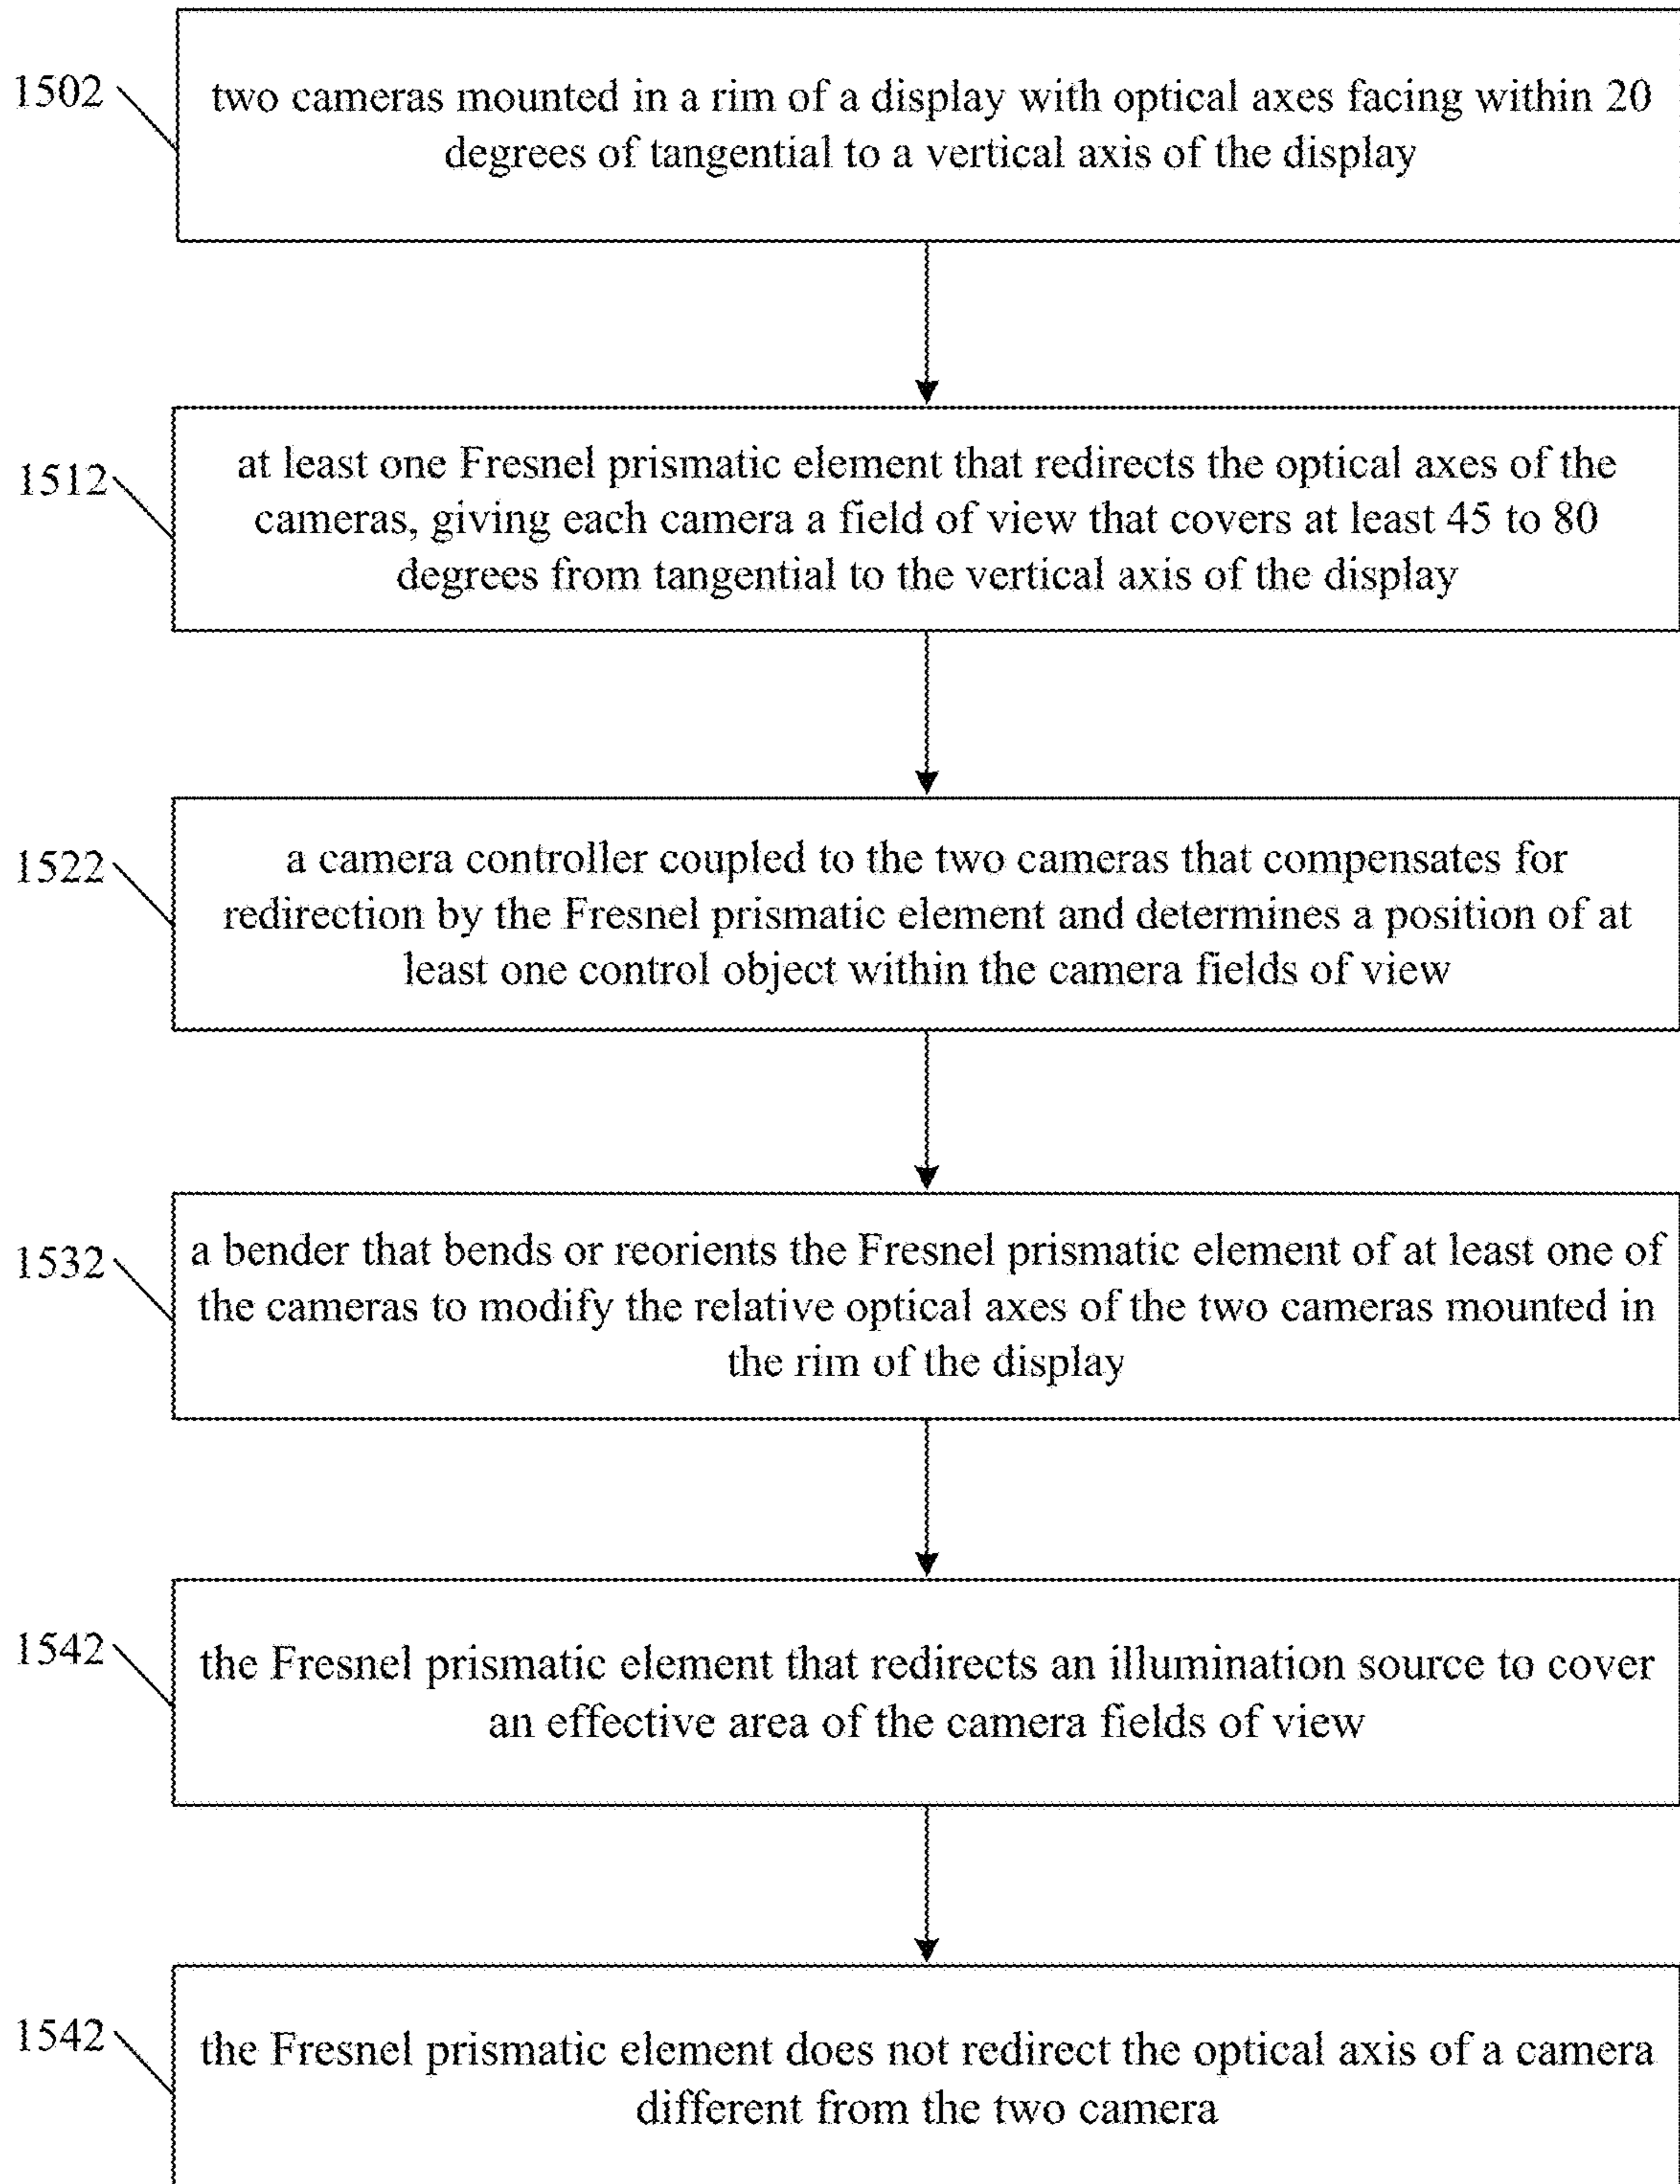 1502
two cameras mounted in a rim of a display with optical axes facing within 20
degrees of tangential to a vertical axis of the display
1512
at least one Fresnel prismatic element that redirects the optical axes of the
cameras, giving each camera a field of view that covers at least 45 to 80
degrees from tangential to the vertical axis of the display
1522
a camera controller coupled to the two cameras that compensates for
redirection by the Fresnel prismatic element and determines a position of at
least one control object within the camera fields of view
1532
a bender that bends or reorients the Fresnel prismatic element of at least one of
the cameras to modify the relative optical axes of the two cameras mounted in
the rim of the display
1542
the Fresnel prismatic element that redirects an illumination source to cover
an effective area of the camera fields of view
1542
the Fresnel prismatic element does not redirect the optical axis of a camera
different from the two camera